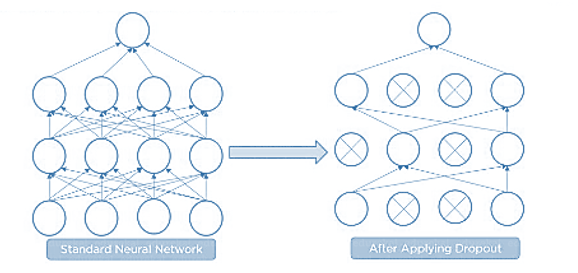 Standard Neural Network
After Applying Dropout